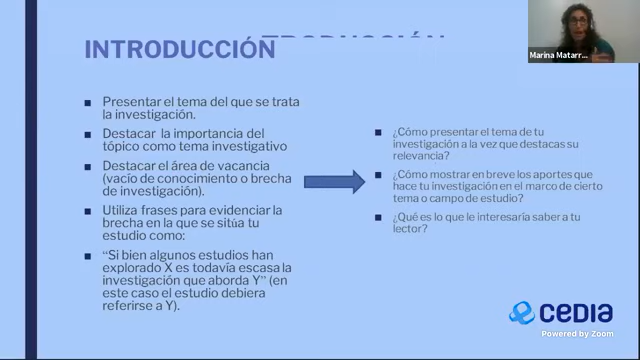 INTRODUCCIÓN
■ Presentar el tema del que se trata
la investigación.
■ Destacar la importancia del
tópico como tema investigativo
■ Destacar el área de vacancia
(vacío de conocimiento o brecha
de investigación).
■ Utiliza frases para evidenciar la
brecha en la que se sitúa tu
estudio como:
■ “Si bien algunos estudios han
explorado X es todavía escasa la
investigación que aborda Y” (en
este caso el estudio debiera
referirse a Y).
■ ¿Cómo presentar el tema de tu
investigación a la vez que destacas su
relevancia?
■ ¿Cómo mostrar en breve los aportes que
hace tu investigación en el marco de cierto
tema o campo de estudio?
■ ¿Qué es lo que le interesaría saber a tu
lector?
Marina Matarr...
CEDIA
Powered by Zoom